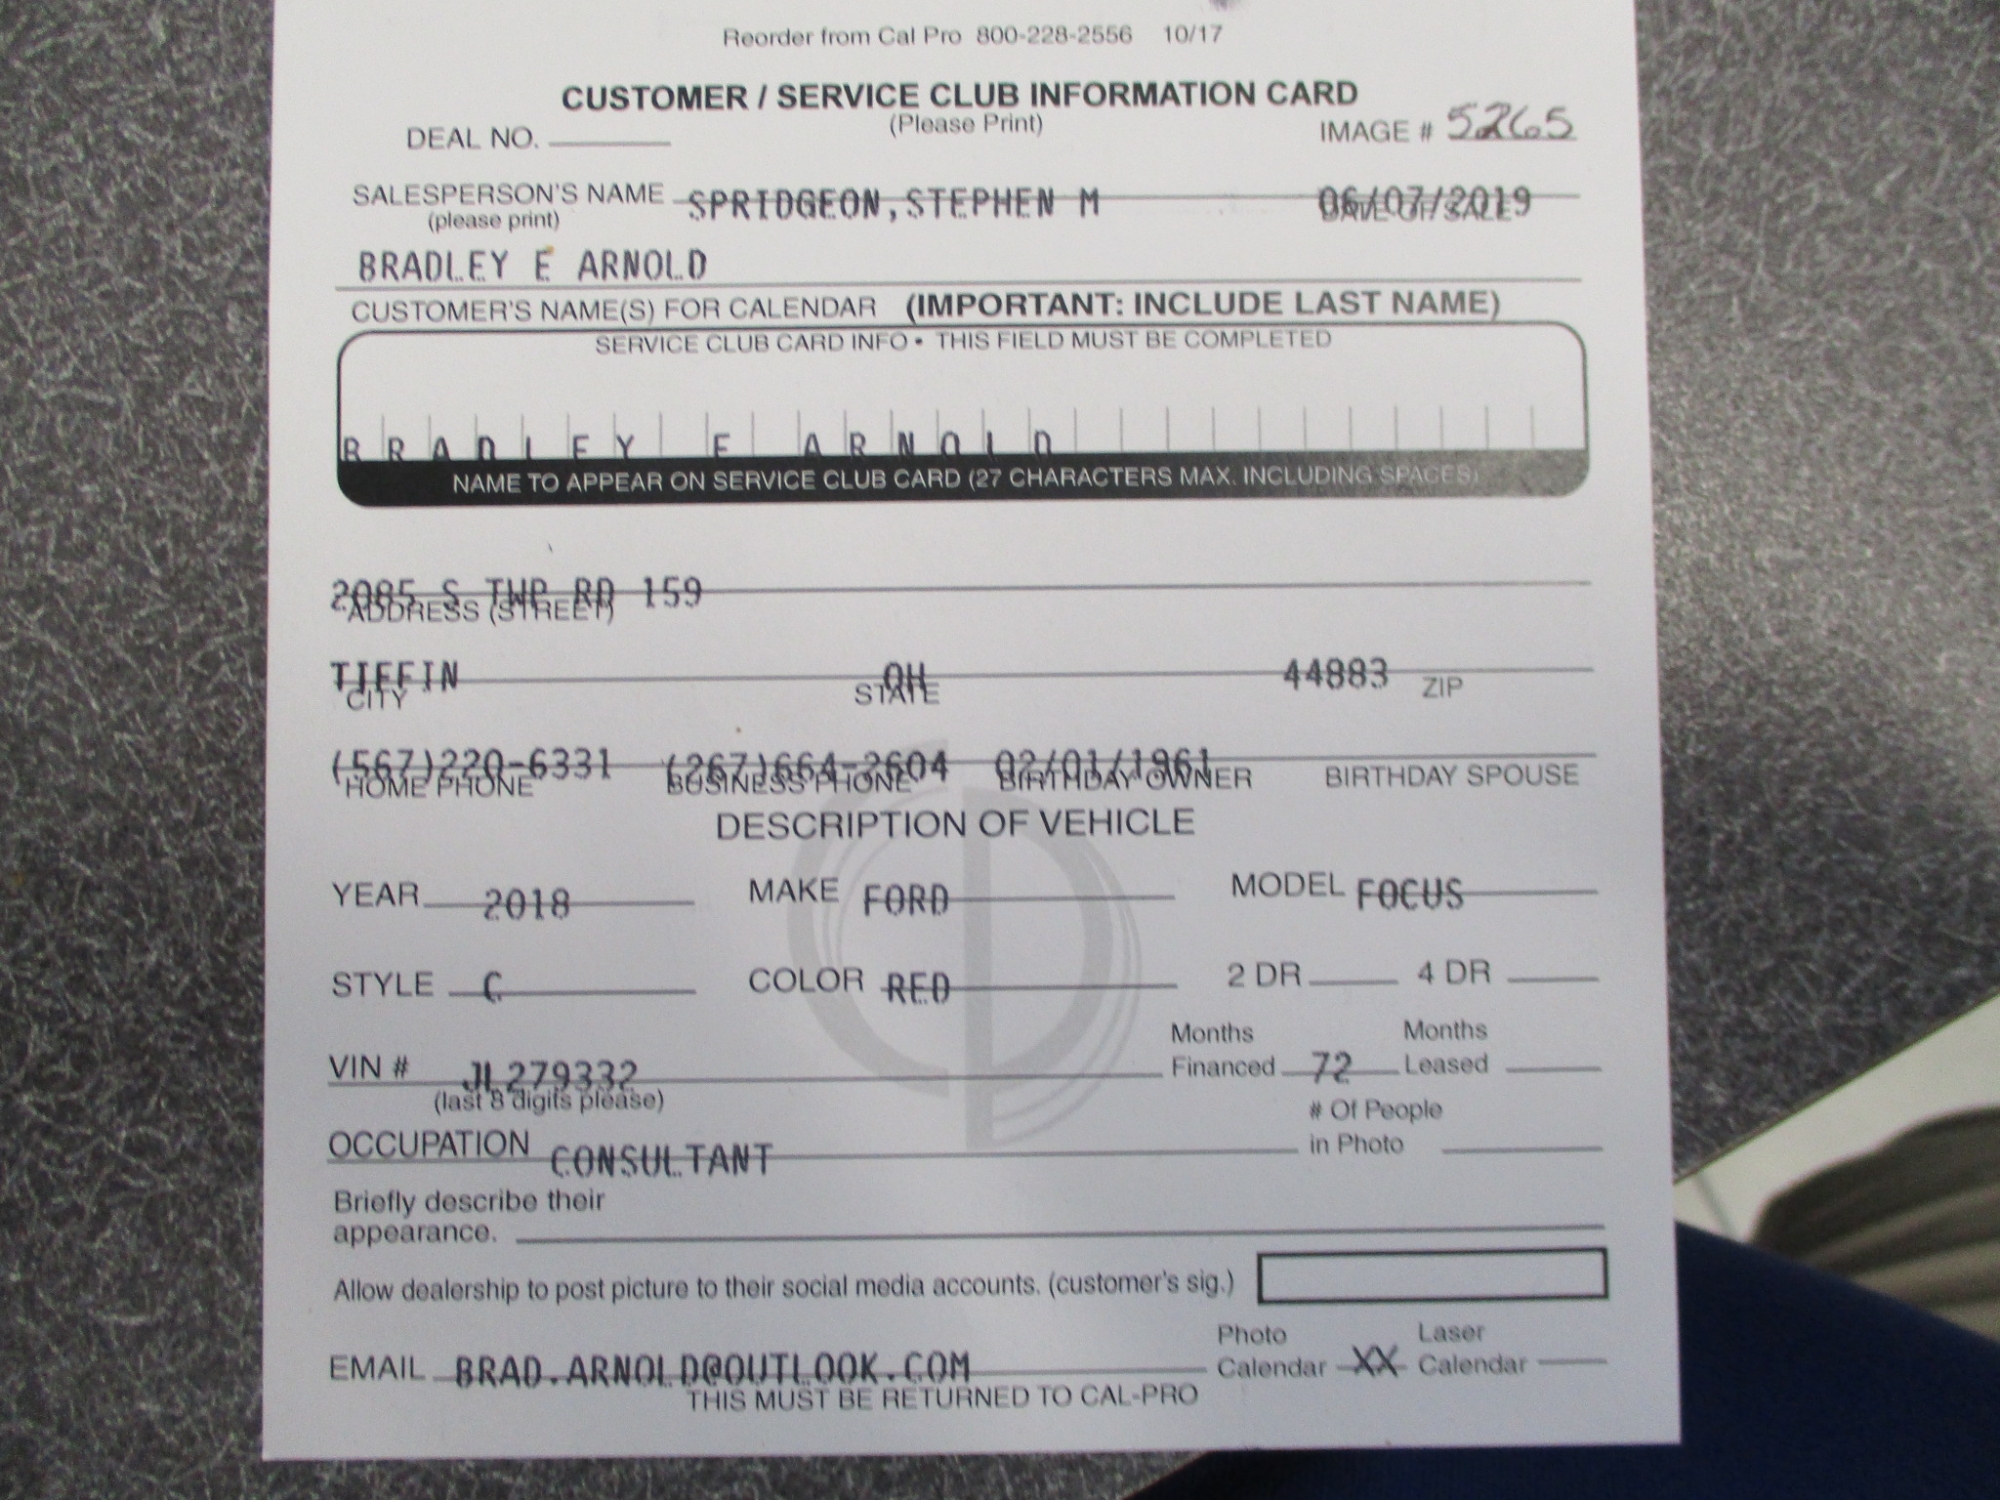 Reorder from Cal Pro 800-228-2556 10/17
CUSTOMER / SERVICE CLUB INFORMATION CARD
(Please Print)
DEAL NO. IMAGE # 5265
SALESPERSON'S NAME SPRIDGEON,STEPHEN M 06/07/2019
(please print) DATE OF SALE
BRADLEY E ARNOLD
CUSTOMER'S NAME(S) FOR CALENDAR (IMPORTANT: INCLUDE LAST NAME)
SERVICE CLUB CARD INFO • THIS FIELD MUST BE COMPLETED
BRADLEY E ARNOLD
NAME TO APPEAR ON SERVICE CLUB CARD (27 CHARACTERS MAX. INCLUDING SPACES)
2085 S TWP RD 159
ADDRESS (STREET)
TIFFIN OH 44883
CITY STATE ZIP
(567)220-6331 (267)664-2604 02/01/1961
HOME PHONE BUSINESS PHONE BIRTHDAY OWNER BIRTHDAY SPOUSE
DESCRIPTION OF VEHICLE
YEAR 2018 MAKE FORD MODEL FOCUS
STYLE C COLOR RED 2 DR 4 DR
Months Months
VIN # JL279332 Financed 72 Leased
(last 8 digits please)
# Of People
OCCUPATION CONSULTANT in Photo
Briefly describe their
appearance.
Allow dealership to post picture to their social media accounts. (customer's sig.)
Photo Laser
EMAIL BRAD.ARNOLD@OUTLOOK.COM Calendar XX Calendar
THIS MUST BE RETURNED TO CAL-PRO